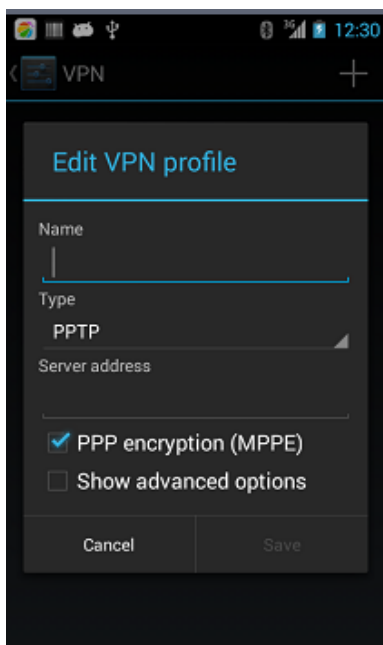 3G 12:30
VPN
Edit VPN profile
Name
Type
PPTP
Server address
PPP encryption (MPPE)
Show advanced options
Cancel Save